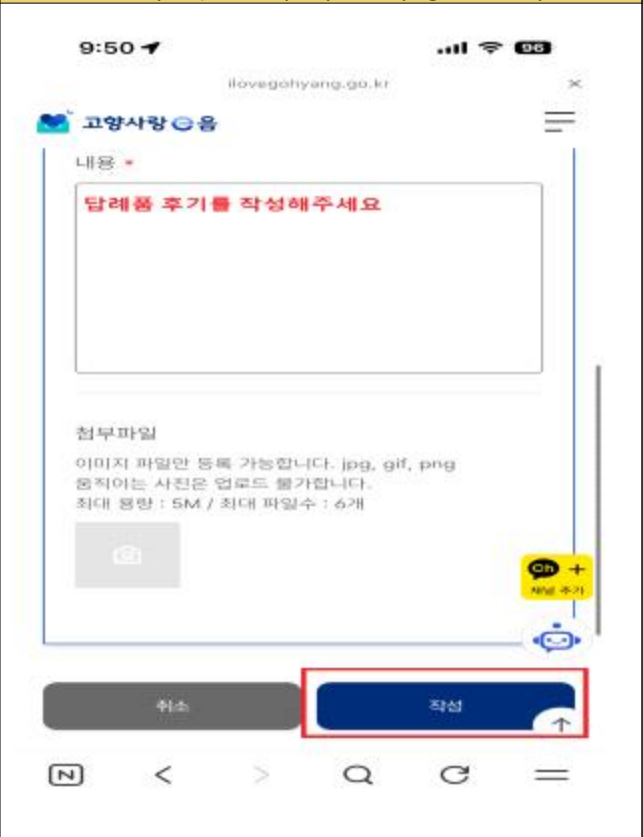 9:50
96
ilovegohyang.go.kr
×
고향사랑e음
내용 *
답례품 후기를 작성해주세요
첨부파일
이미지 파일만 등록 가능합니다. jpg, gif, png
움직이는 사진은 업로드 불가합니다.
최대 용량 : 5M / 최대 파일수 : 6개
Ch +
채널 추가
취소
작성
N